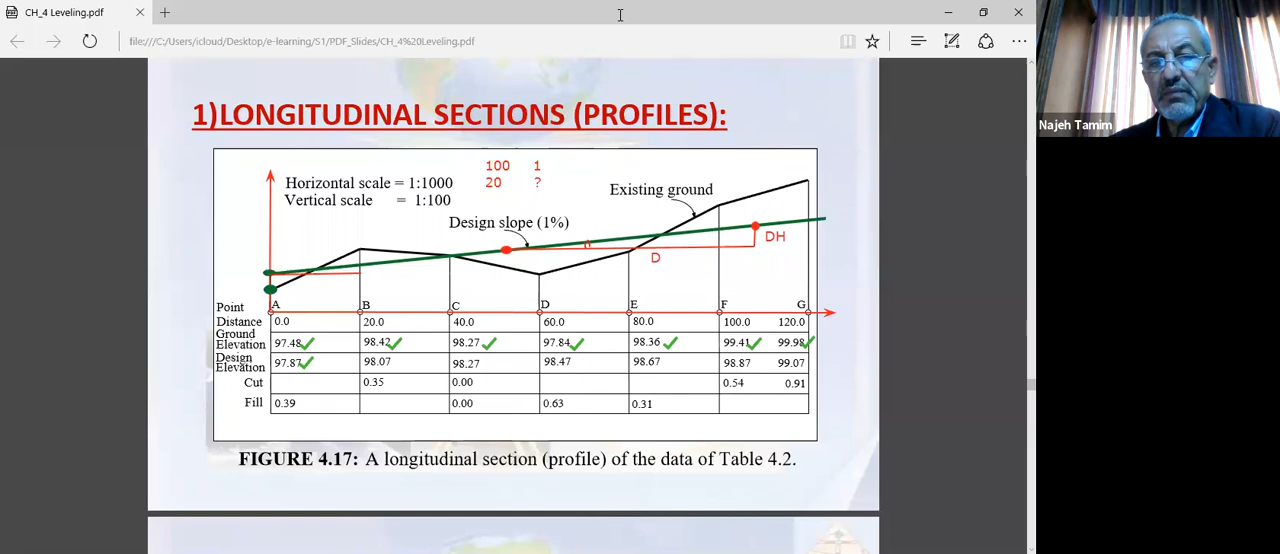 CH_4 Leveling.pdf
file:///C:/Users/icloud/Desktop/e-learning/S1/PDF_Slides/CH_4%20Leveling.pdf
Najeh Tamim
1)LONGITUDINAL SECTIONS (PROFILES):
100 1
Horizontal scale = 1:1000
20 ?
Existing ground
Vertical scale = 1:100
Design slope (1%)
DH
D
Point A B C D E F G
Distance 0.0 20.0 40.0 60.0 80.0 100.0 120.0
Ground
Elevation 97.48 98.42 98.27 97.84 98.36 99.41 99.98
Design
Elevation 97.87 98.07 98.27 98.47 98.67 98.87 99.07
Cut 0.35 0.00 0.54 0.91
Fill 0.39 0.00 0.63 0.31
FIGURE 4.17: A longitudinal section (profile) of the data of Table 4.2.